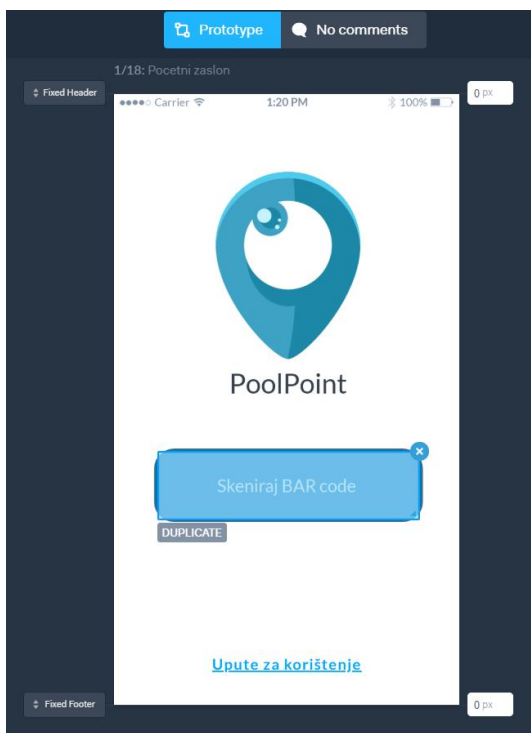 Prototype No comments
1/18: Pocetni zaslon
Fixed Header 0 px
Carrier 1:20 PM 100%
PoolPoint
Skeniraj BAR code
DUPLICATE
Upute za korištenje
Fixed Footer 0 px